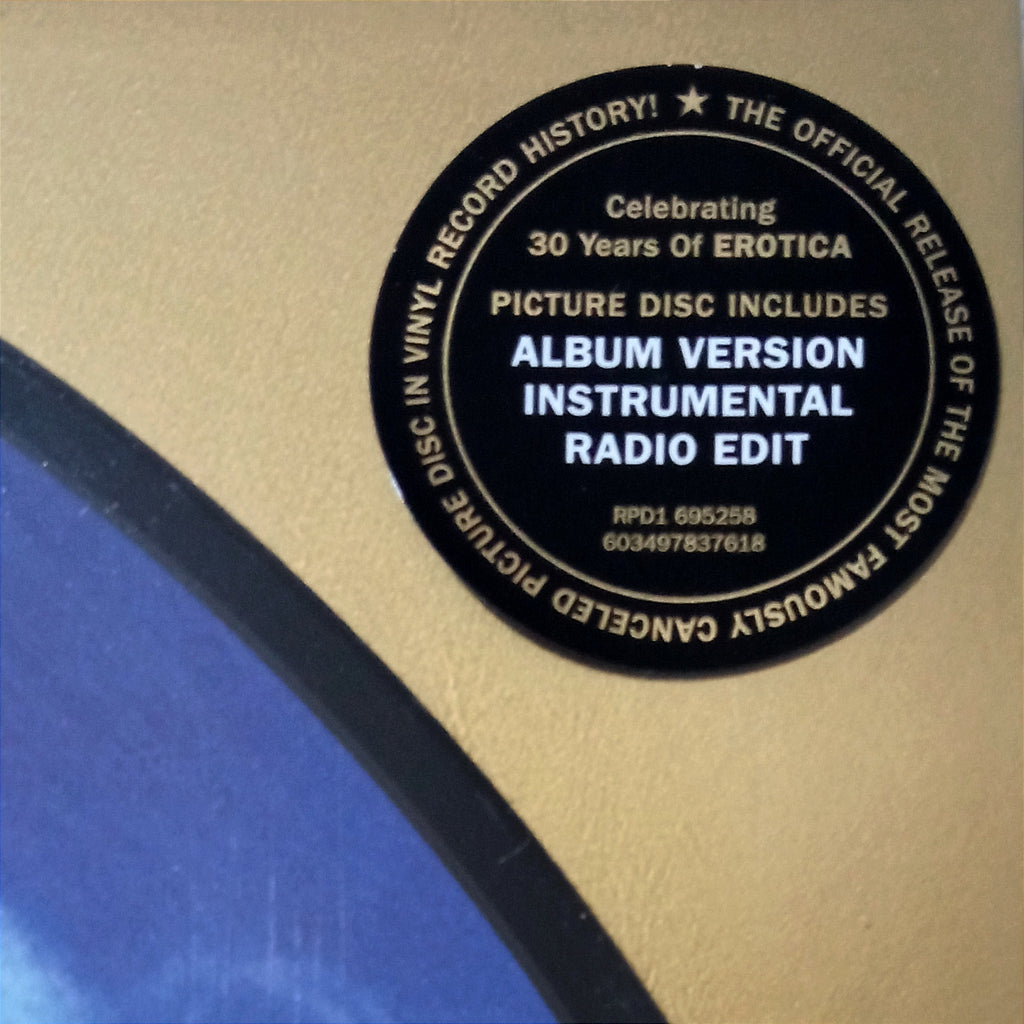 ★ THE OFFICIAL RELEASE OF THE MOST FAMOUSLY CANCELED PICTURE DISC IN VINYL RECORD HISTORY!
Celebrating
30 Years Of EROTICA
PICTURE DISC INCLUDES
ALBUM VERSION
INSTRUMENTAL
RADIO EDIT
RPD1 695258
603497837618